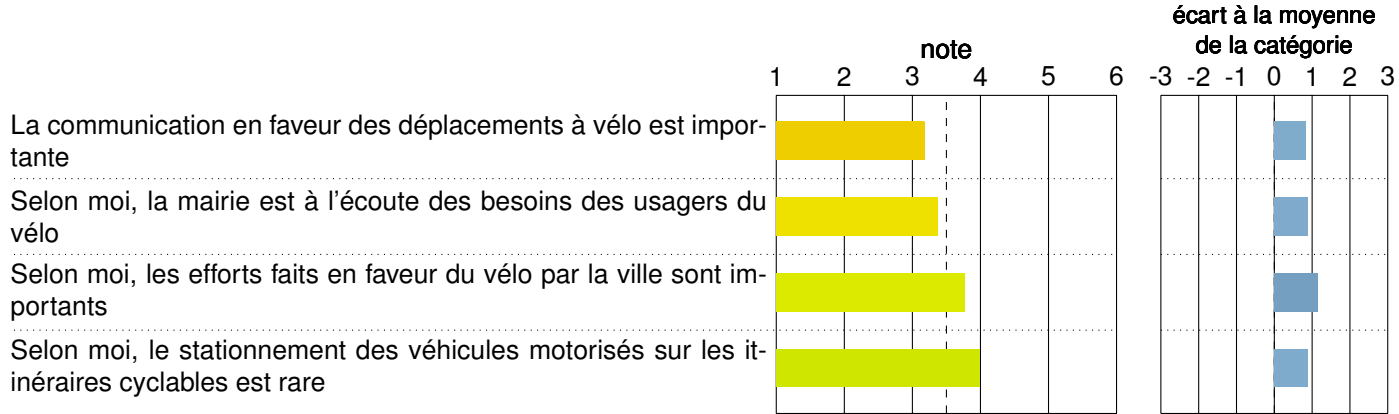 écart à la moyenne
de la catégorie
note
1 2 3 4 5 6
-3 -2 -1 0 1 2 3
La communication en faveur des déplacements à vélo est impor-
tante
Selon moi, la mairie est à l'écoute des besoins des usagers du
vélo
Selon moi, les efforts faits en faveur du vélo par la ville sont im-
portants
Selon moi, le stationnement des véhicules motorisés sur les it-
inéraires cyclables est rare